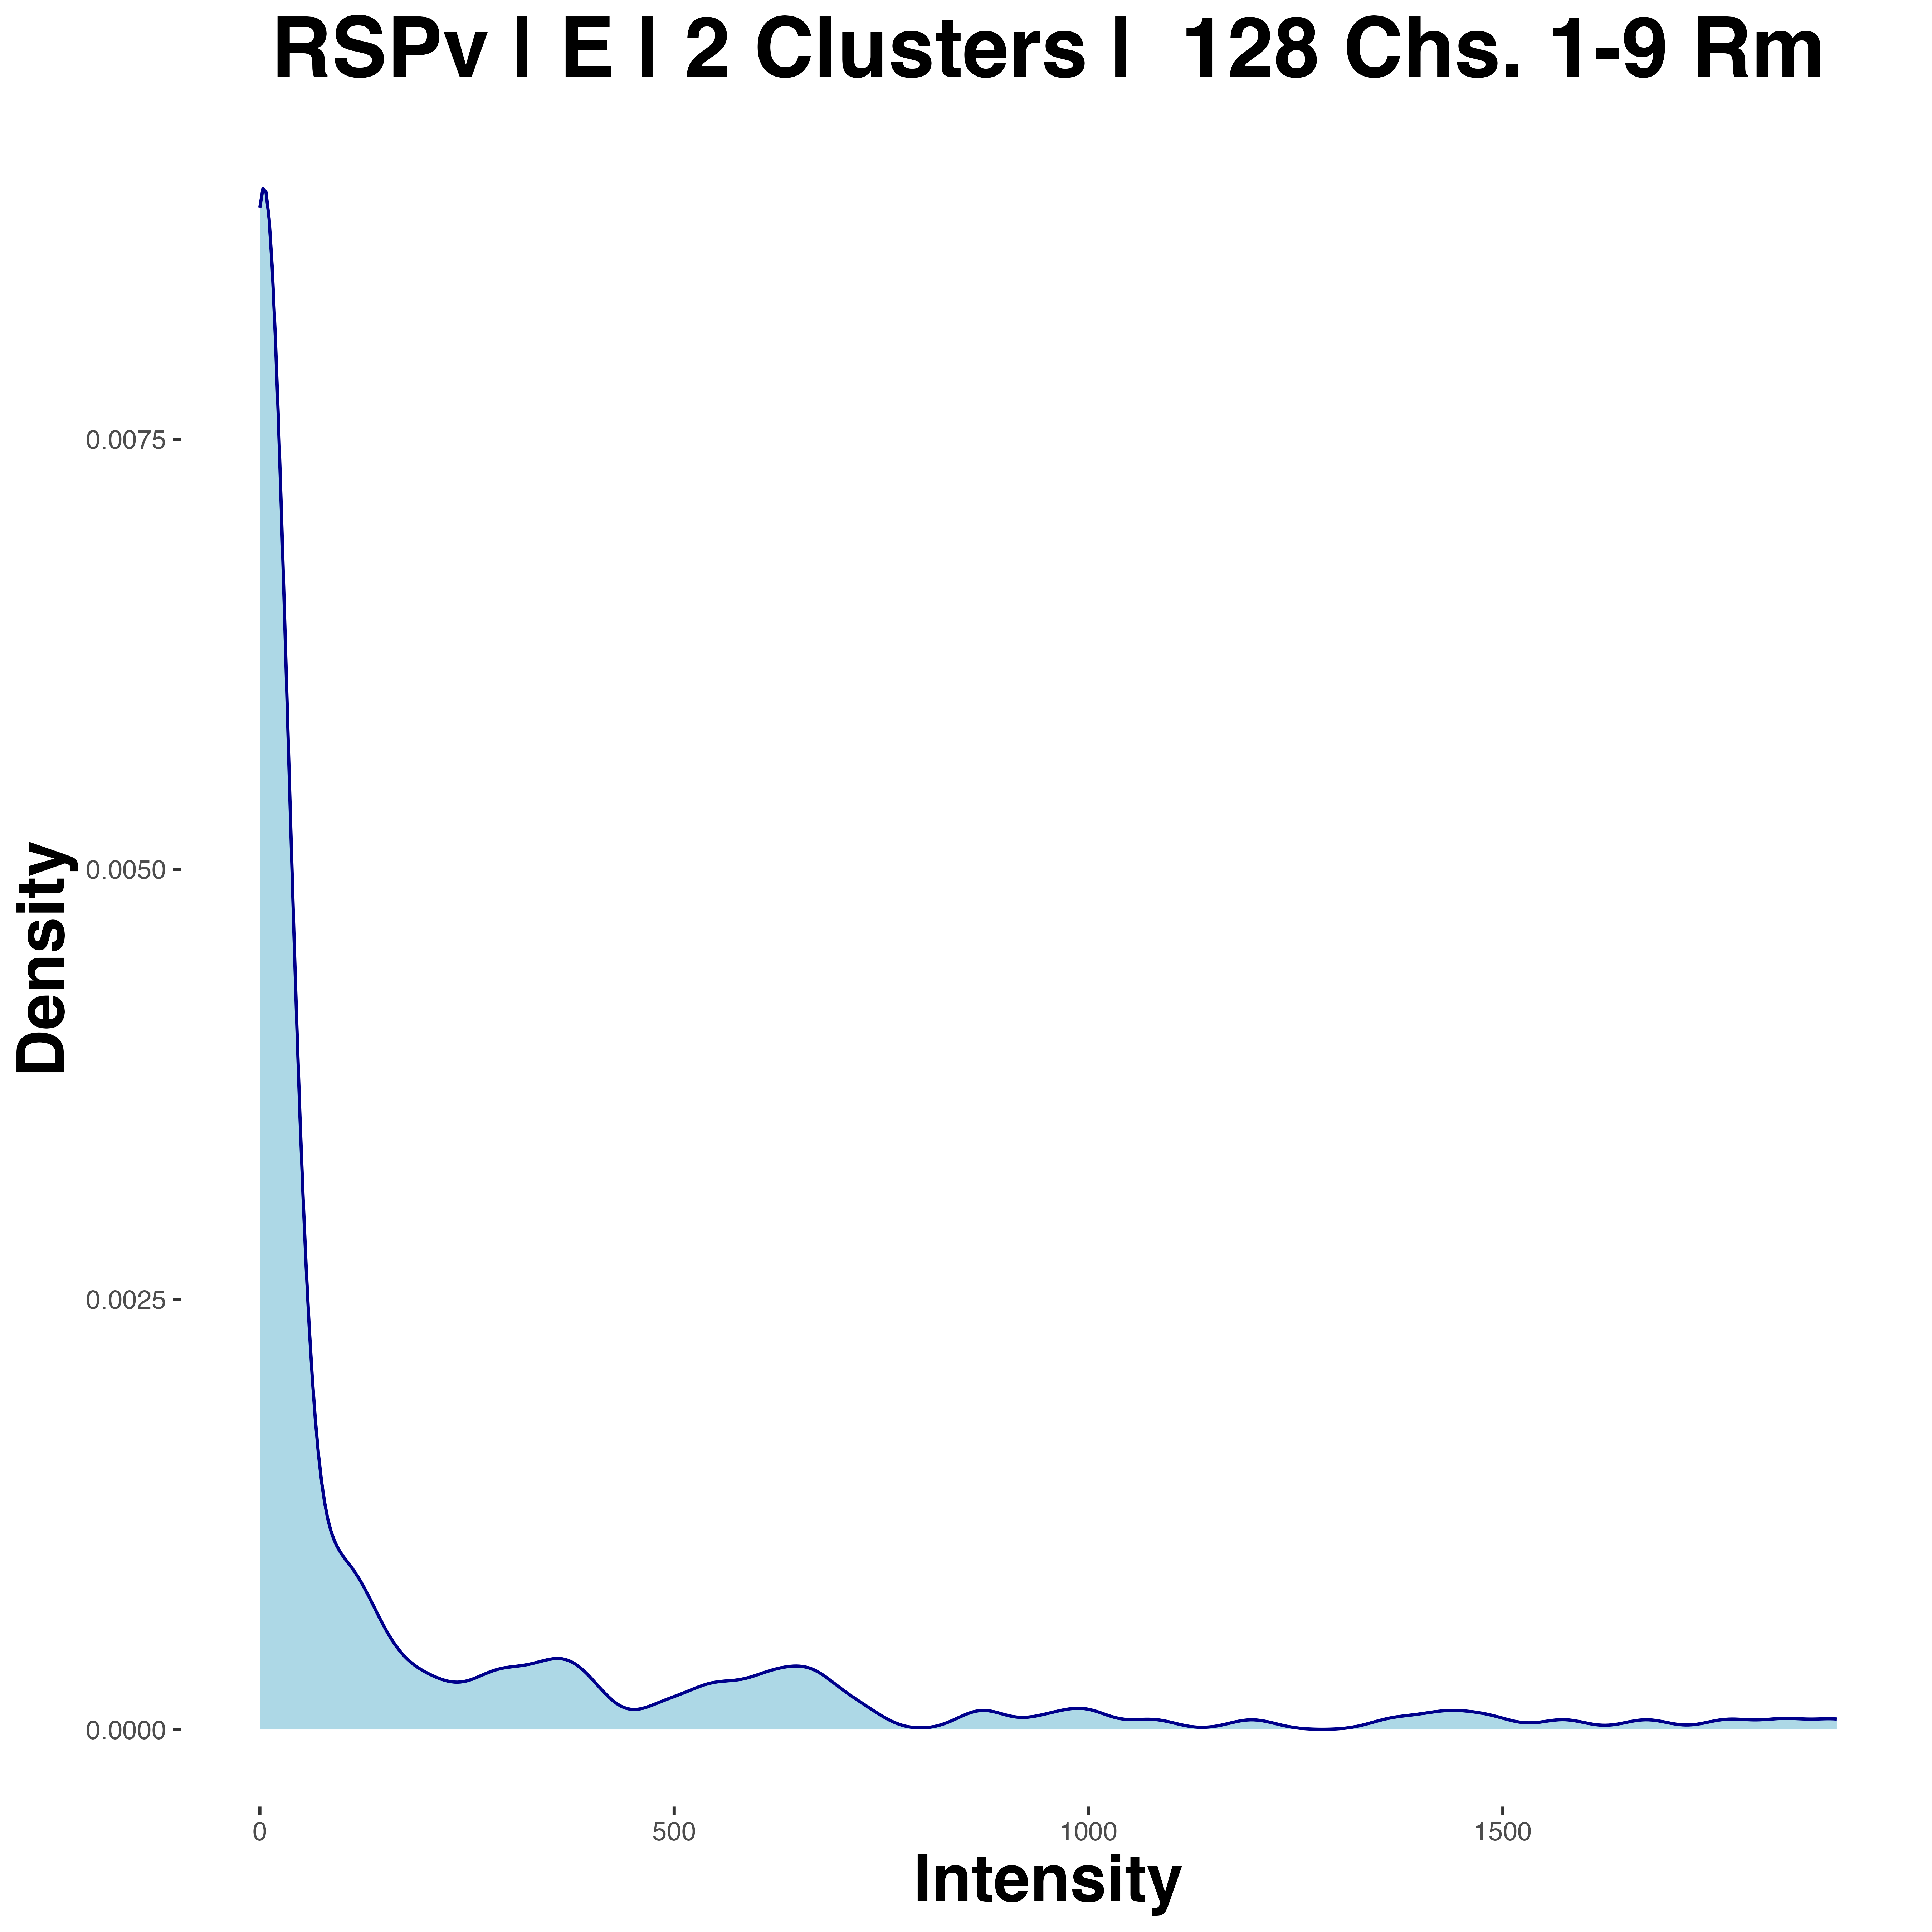 RSPv | E | 2 Clusters |  128 Chs. 1-9 Rm
0.0075
0.0050
0.0025
0.0000
Density
0 500 1000 1500
Intensity